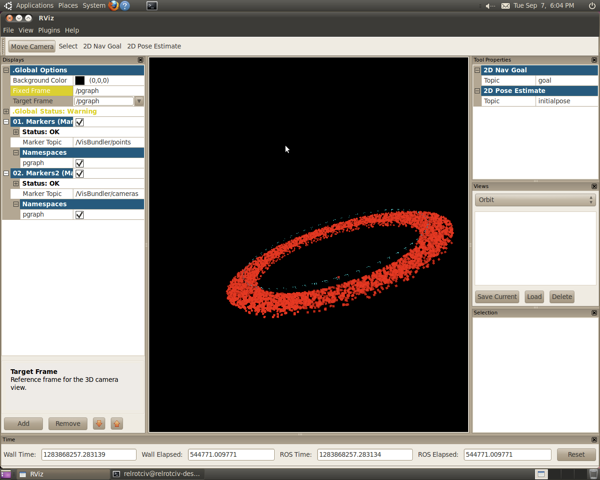 Applications Places System ? Tue Sep 7, 6:04 PM
RViz
File View Plugins Help
Move Camera Select 2D Nav Goal 2D Pose Estimate
Displays
.Global Options
Background Color (0,0,0)
Fixed Frame /pgraph
Target Frame /pgraph
.Global Status: Warning
01. Markers (Mar
Status: OK
Marker Topic /VisBundler/points
Namespaces
pgraph
02. Markers2 (Ma
Status: OK
Marker Topic /VisBundler/cameras
Namespaces
pgraph
Target Frame
Reference frame for the 3D camera
view.
Add Remove
Tool Properties
2D Nav Goal
Topic goal
2D Pose Estimate
Topic initialpose
Views
Orbit
Save Current Load Delete
Selection
Time
Wall Time: 1283868257.283139 Wall Elapsed: 544771.009771 ROS Time: 1283868257.283134 ROS Elapsed: 544771.009771 Reset
RViz relrotciv@relrotciv-des...